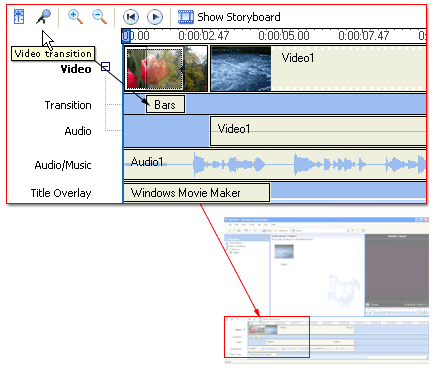 Show Storyboard
0.00 0:00:02.47 0:00:05.00 0:00:07.47
Video transition
Video
Video1
Transition
Bars
Audio
Video1
Audio/Music
Audio1
Title Overlay
Windows Movie Maker